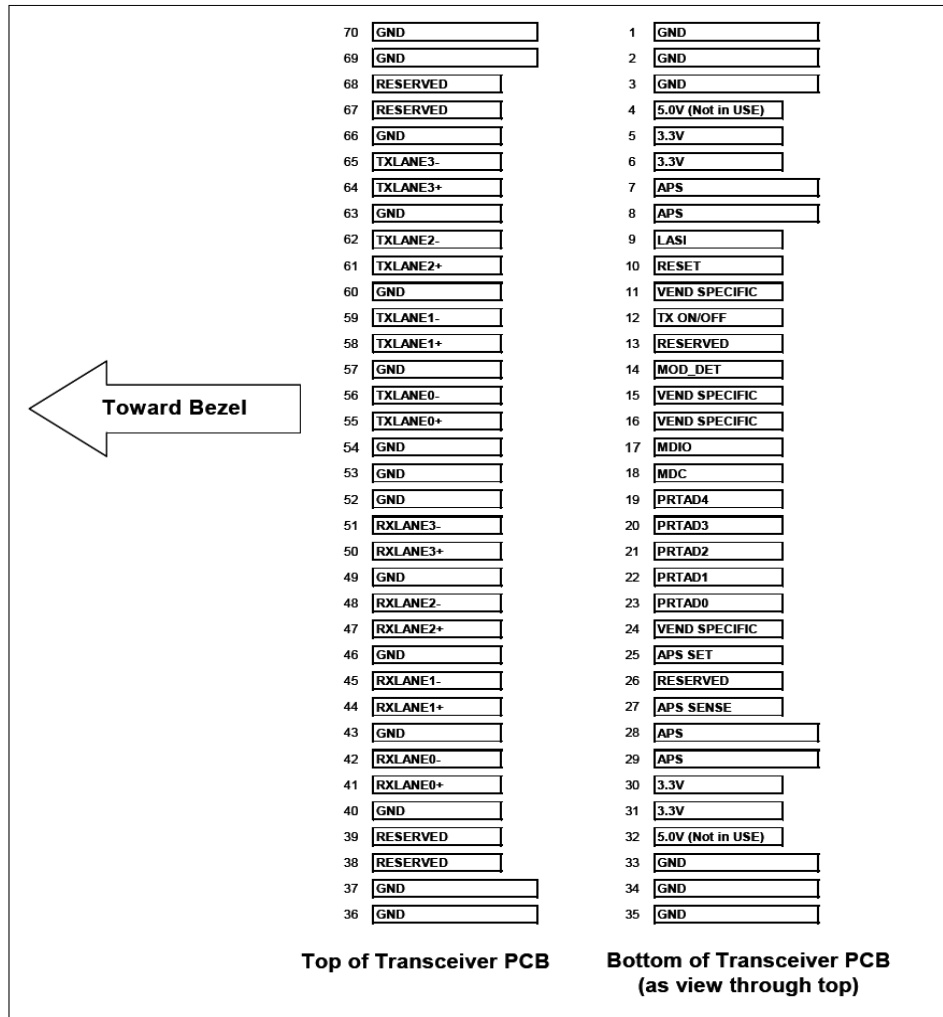 70 GND 1 GND
69 GND 2 GND
68 RESERVED 3 GND
67 RESERVED 4 5.0V (Not in USE)
66 GND 5 3.3V
65 TXLANE3- 6 3.3V
64 TXLANE3+ 7 APS
63 GND 8 APS
62 TXLANE2- 9 LASI
61 TXLANE2+ 10 RESET
60 GND 11 VEND SPECIFIC
59 TXLANE1- 12 TX ON/OFF
58 TXLANE1+ 13 RESERVED
57 GND 14 MOD_DET
Toward Bezel
56 TXLANE0- 15 VEND SPECIFIC
55 TXLANE0+ 16 VEND SPECIFIC
54 GND 17 MDIO
53 GND 18 MDC
52 GND 19 PRTAD4
51 RXLANE3- 20 PRTAD3
50 RXLANE3+ 21 PRTAD2
49 GND 22 PRTAD1
48 RXLANE2- 23 PRTAD0
47 RXLANE2+ 24 VEND SPECIFIC
46 GND 25 APS SET
45 RXLANE1- 26 RESERVED
44 RXLANE1+ 27 APS SENSE
43 GND 28 APS
42 RXLANE0- 29 APS
41 RXLANE0+ 30 3.3V
40 GND 31 3.3V
39 RESERVED 32 5.0V (Not in USE)
38 RESERVED 33 GND
37 GND 34 GND
36 GND 35 GND
Top of Transceiver PCB Bottom of Transceiver PCB
(as view through top)